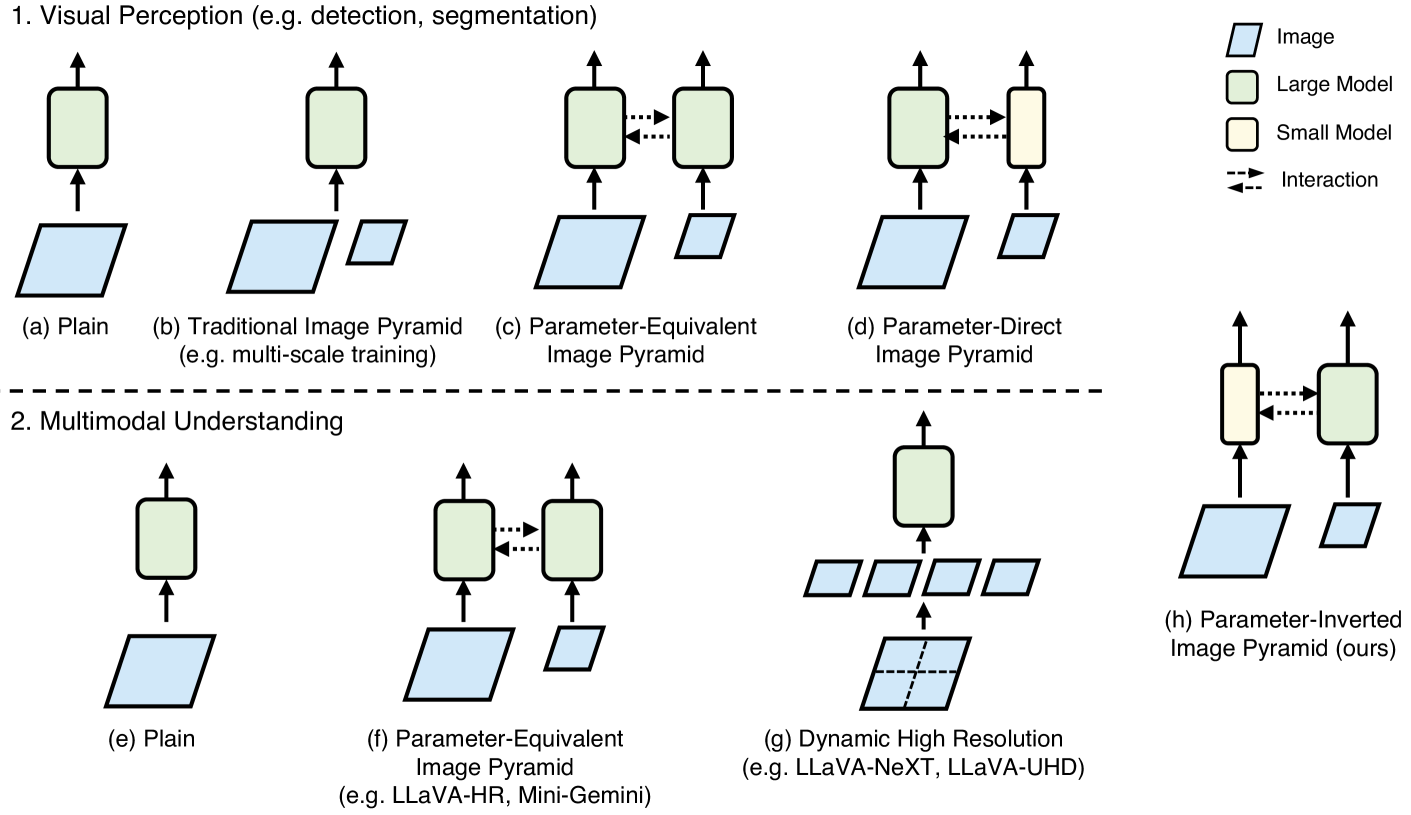 1. Visual Perception (e.g. detection, segmentation)
Image
Large Model
Small Model
Interaction
(a) Plain
(b) Traditional Image Pyramid
(e.g. multi-scale training)
(c) Parameter-Equivalent
Image Pyramid
(d) Parameter-Direct
Image Pyramid
2. Multimodal Understanding
(e) Plain
(f) Parameter-Equivalent
Image Pyramid
(e.g. LLaVA-HR, Mini-Gemini)
(g) Dynamic High Resolution
(e.g. LLaVA-NeXT, LLaVA-UHD)
(h) Parameter-Inverted
Image Pyramid (ours)